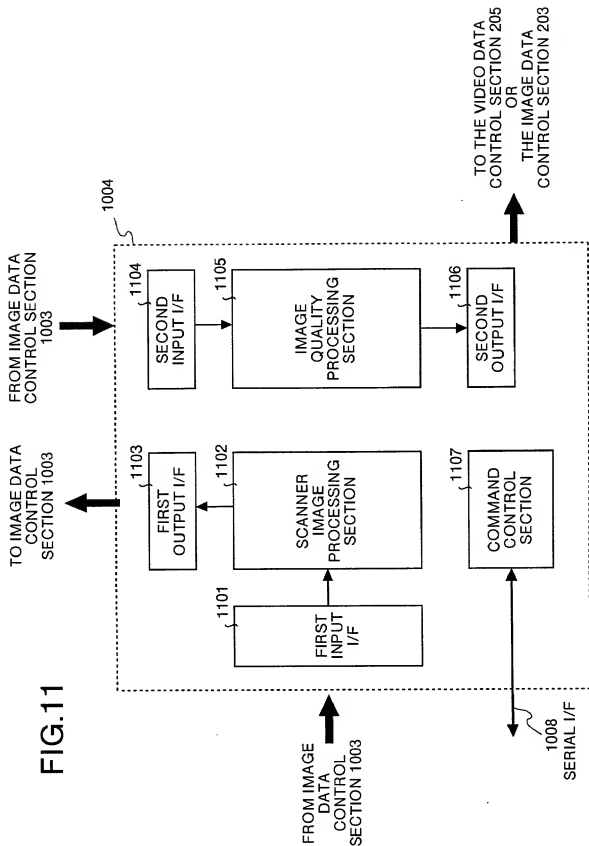 FIG.11
FROM IMAGE
DATA
CONTROL
SECTION 1003
TO IMAGE DATA
CONTROL
SECTION 1003
FROM IMAGE DATA
CONTROL SECTION
1003
1004
1101
FIRST
INPUT
I/F
1103
FIRST
OUTPUT I/F
1102
SCANNER
IMAGE
PROCESSING
SECTION
1104
SECOND
INPUT I/F
1105
IMAGE
QUALITY
PROCESSING
SECTION
1106
SECOND
OUTPUT I/F
1107
COMMAND
CONTROL
SECTION
1008
SERIAL I/F
TO THE VIDEO DATA
CONTROL SECTION 205
OR
THE IMAGE DATA
CONTROL SECTION 203